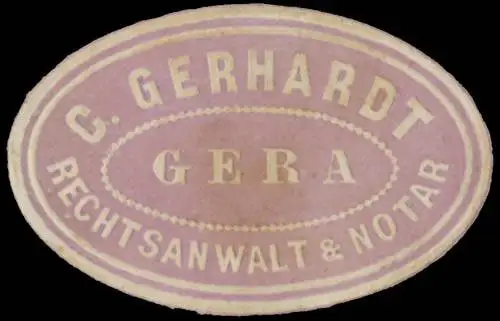 C. GERHARDT
GERA
RECHTSANWALT & NOTAR